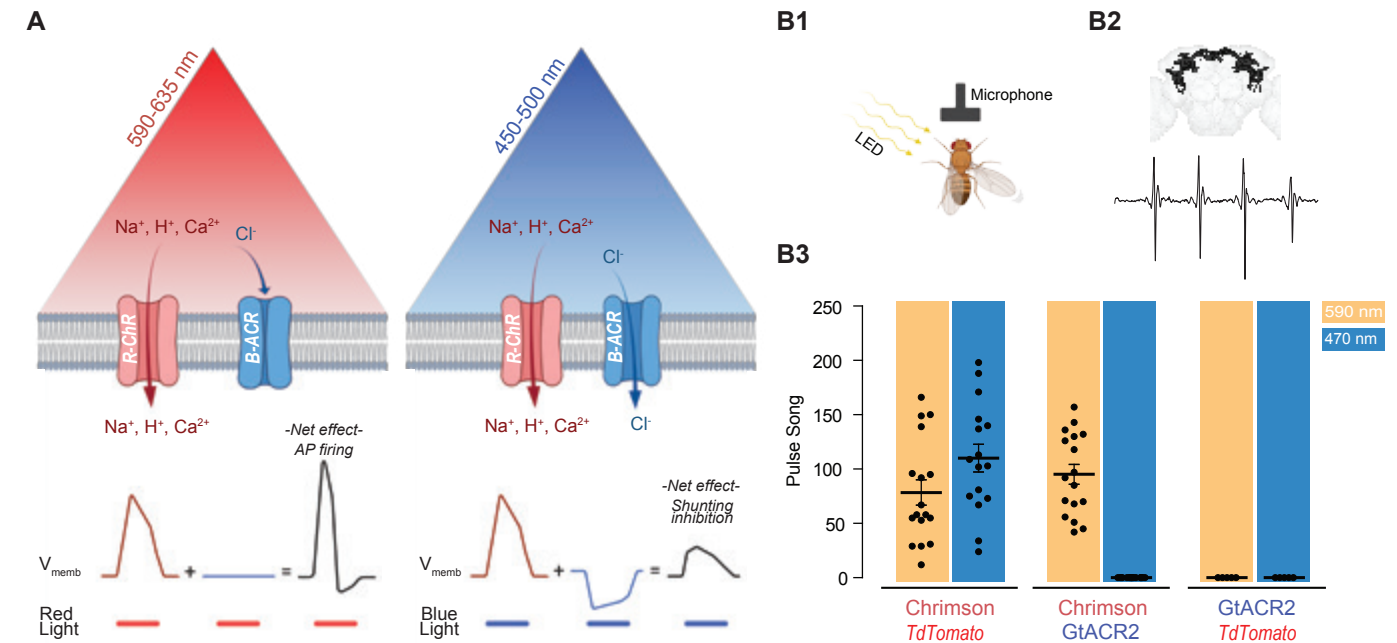 A
590-635 nm
Na⁺, H⁺, Ca²⁺
Cl⁻
R-ChR
B-ACR
Na⁺, H⁺, Ca²⁺
-Net effect-
AP firing
V_memb
+
=
Red
Light
450-500 nm
Na⁺, H⁺, Ca²⁺
Cl⁻
R-ChR
B-ACR
Na⁺, H⁺, Ca²⁺
Cl⁻
-Net effect-
Shunting
inhibition
V_memb
+
=
Blue
Light
B1
Microphone
LED
B2
B3
Pulse Song
250
200
150
100
50
0
590 nm
470 nm
Chrimson
TdTomato
Chrimson
GtACR2
GtACR2
TdTomato